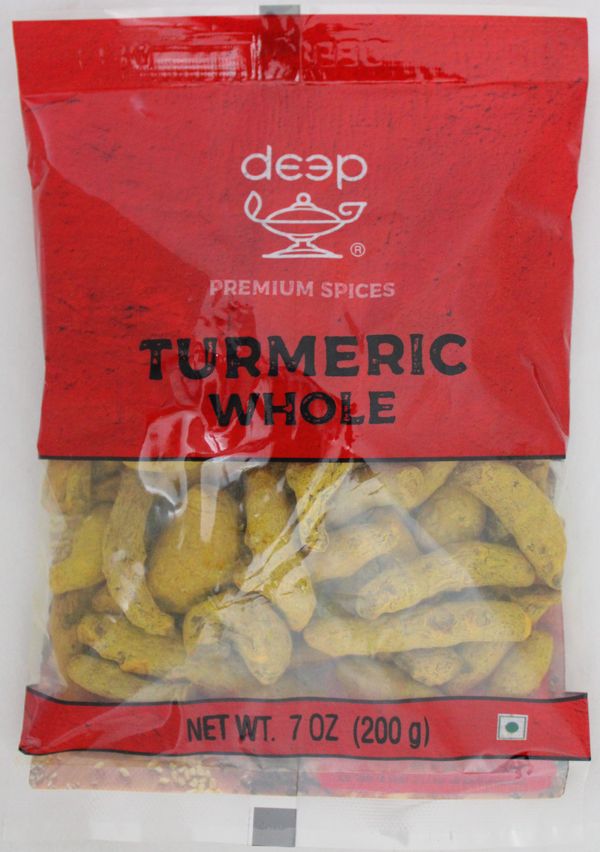 deep
®
PREMIUM SPICES
TURMERIC
WHOLE
NET WT. 7 OZ (200 g)